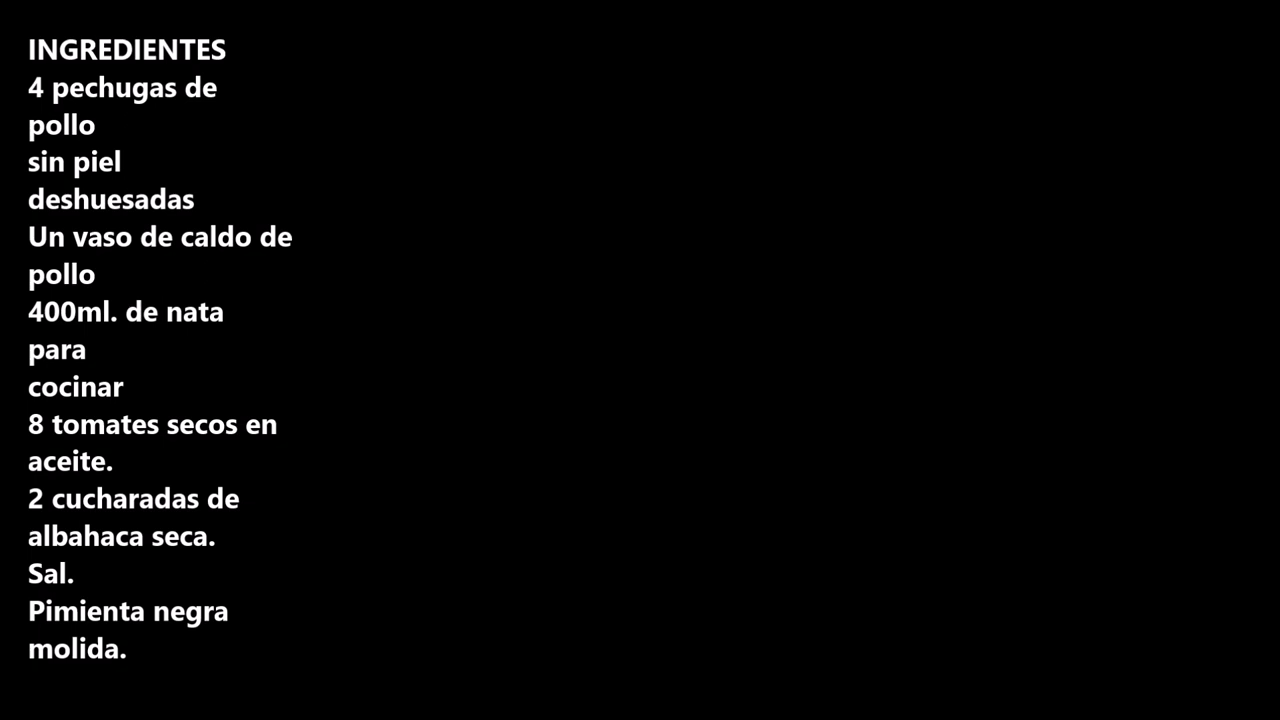 INGREDIENTES
4 pechugas de
pollo
sin piel
deshuesadas
Un vaso de caldo de
pollo
400ml. de nata
para
cocinar
8 tomates secos en
aceite.
2 cucharadas de
albahaca seca.
Sal.
Pimienta negra
molida.